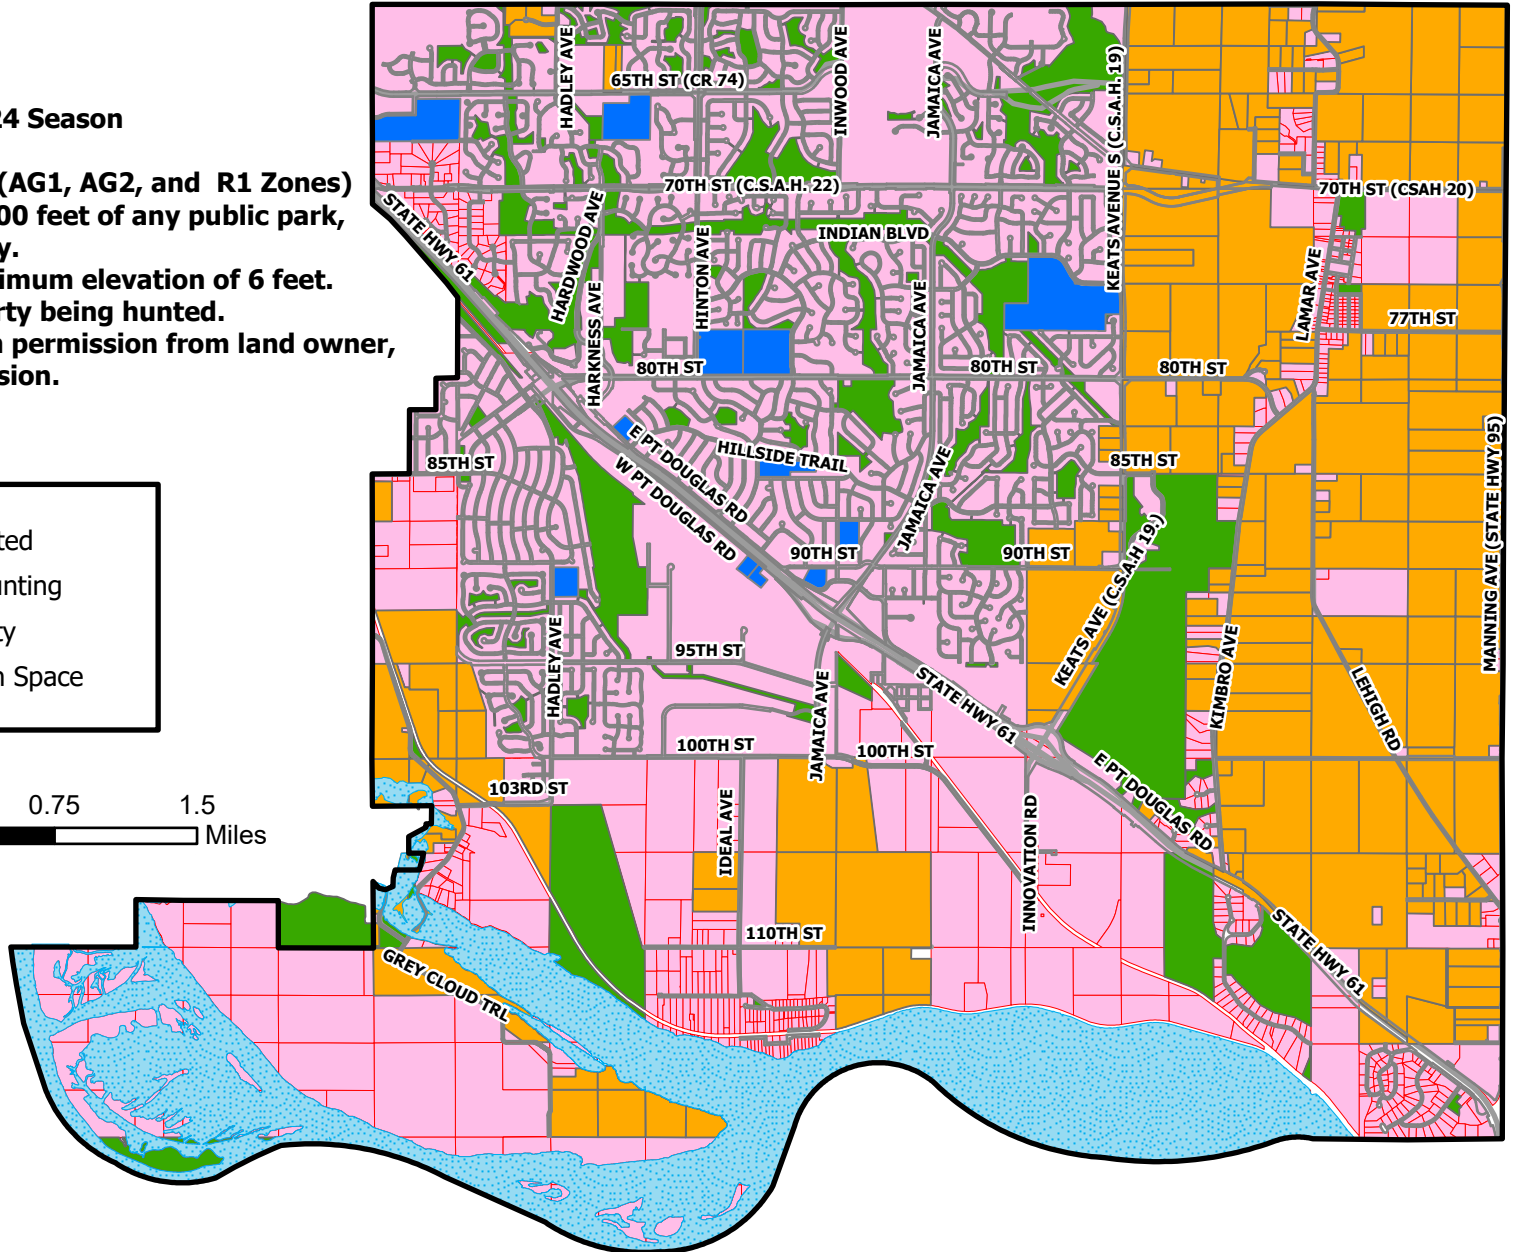 24 Season
(AG1, AG2, and R1 Zones)
00 feet of any public park,
y.
imum elevation of 6 feet.
rty being hunted.
n permission from land owner,
sion.
ted
unting
ty
n Space
0.75 1.5
Miles
65TH ST (CR 74)
HADLEY AVE
INWOOD AVE
JAMAICA AVE
KEATS AVENUE S (C.S.A.H. 19)
70TH ST (C.S.A.H. 22)
70TH ST (CSAH 20)
STATE HWY 61
HARDWOOD AVE
INDIAN BLVD
HINTON AVE
HARKNESS AVE
JAMAICA AVE
LAMAR AVE
77TH ST
80TH ST
80TH ST
80TH ST
MANNING AVE (STATE HWY 95)
85TH ST
E PT DOUGLAS RD
W PT DOUGLAS RD
HILLSIDE TRAIL
JAMAICA AVE
85TH ST
90TH ST
90TH ST
KEATS AVE (C.S.A.H 19.)
HADLEY AVE
95TH ST
JAMAICA AVE
STATE HWY 61
KIMBRO AVE
LEHIGH RD
100TH ST
100TH ST
103RD ST
IDEAL AVE
INNOVATION RD
E PT DOUGLAS RD
110TH ST
GREY CLOUD TRL
STATE HWY 61